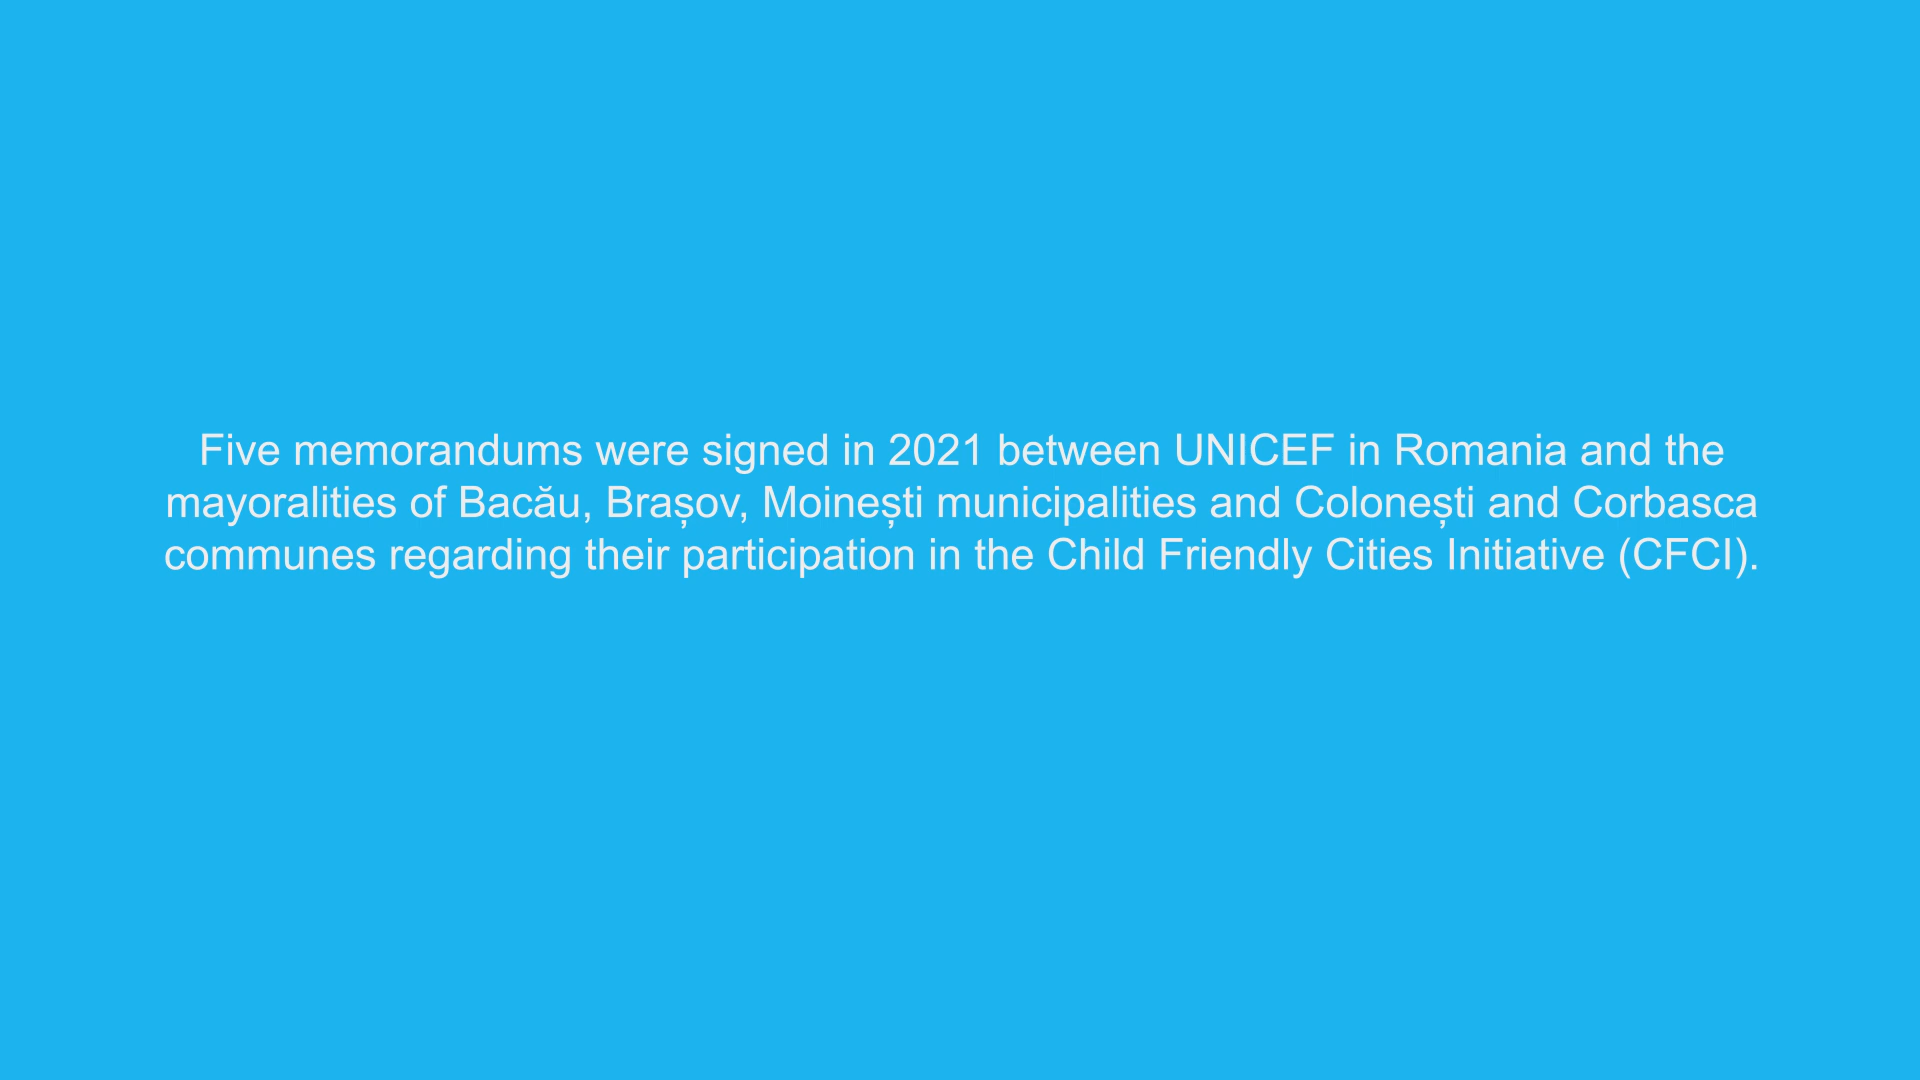 Five memorandums were signed in 2021 between UNICEF in Romania and the
mayoralities of Bacău, Brașov, Moinești municipalities and Colonești and Corbasca
communes regarding their participation in the Child Friendly Cities Initiative (CFCI).